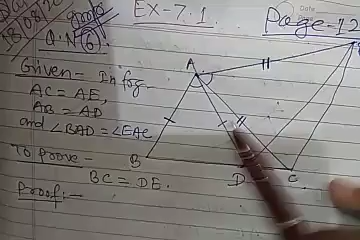 EX-7.1.
Page-12
Q.N(6).
Given- In fig.
AC = AE,
AB = AD
and ∠BAD = ∠EAC
To prove -
BC = DE.
Proof:-
A
B
D
C